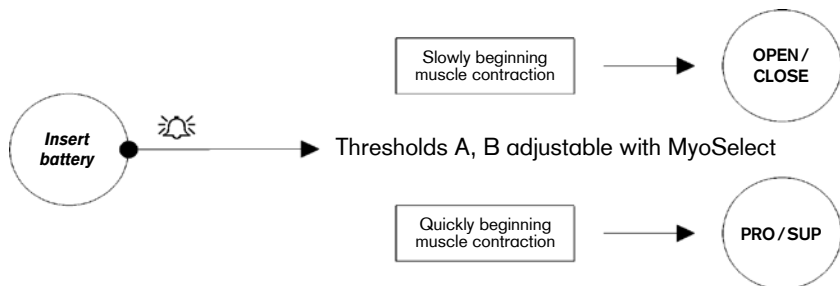 Slowly beginning
muscle contraction
OPEN /
CLOSE
Insert
battery
Thresholds A, B adjustable with MyoSelect
Quickly beginning
muscle contraction
PRO / SUP